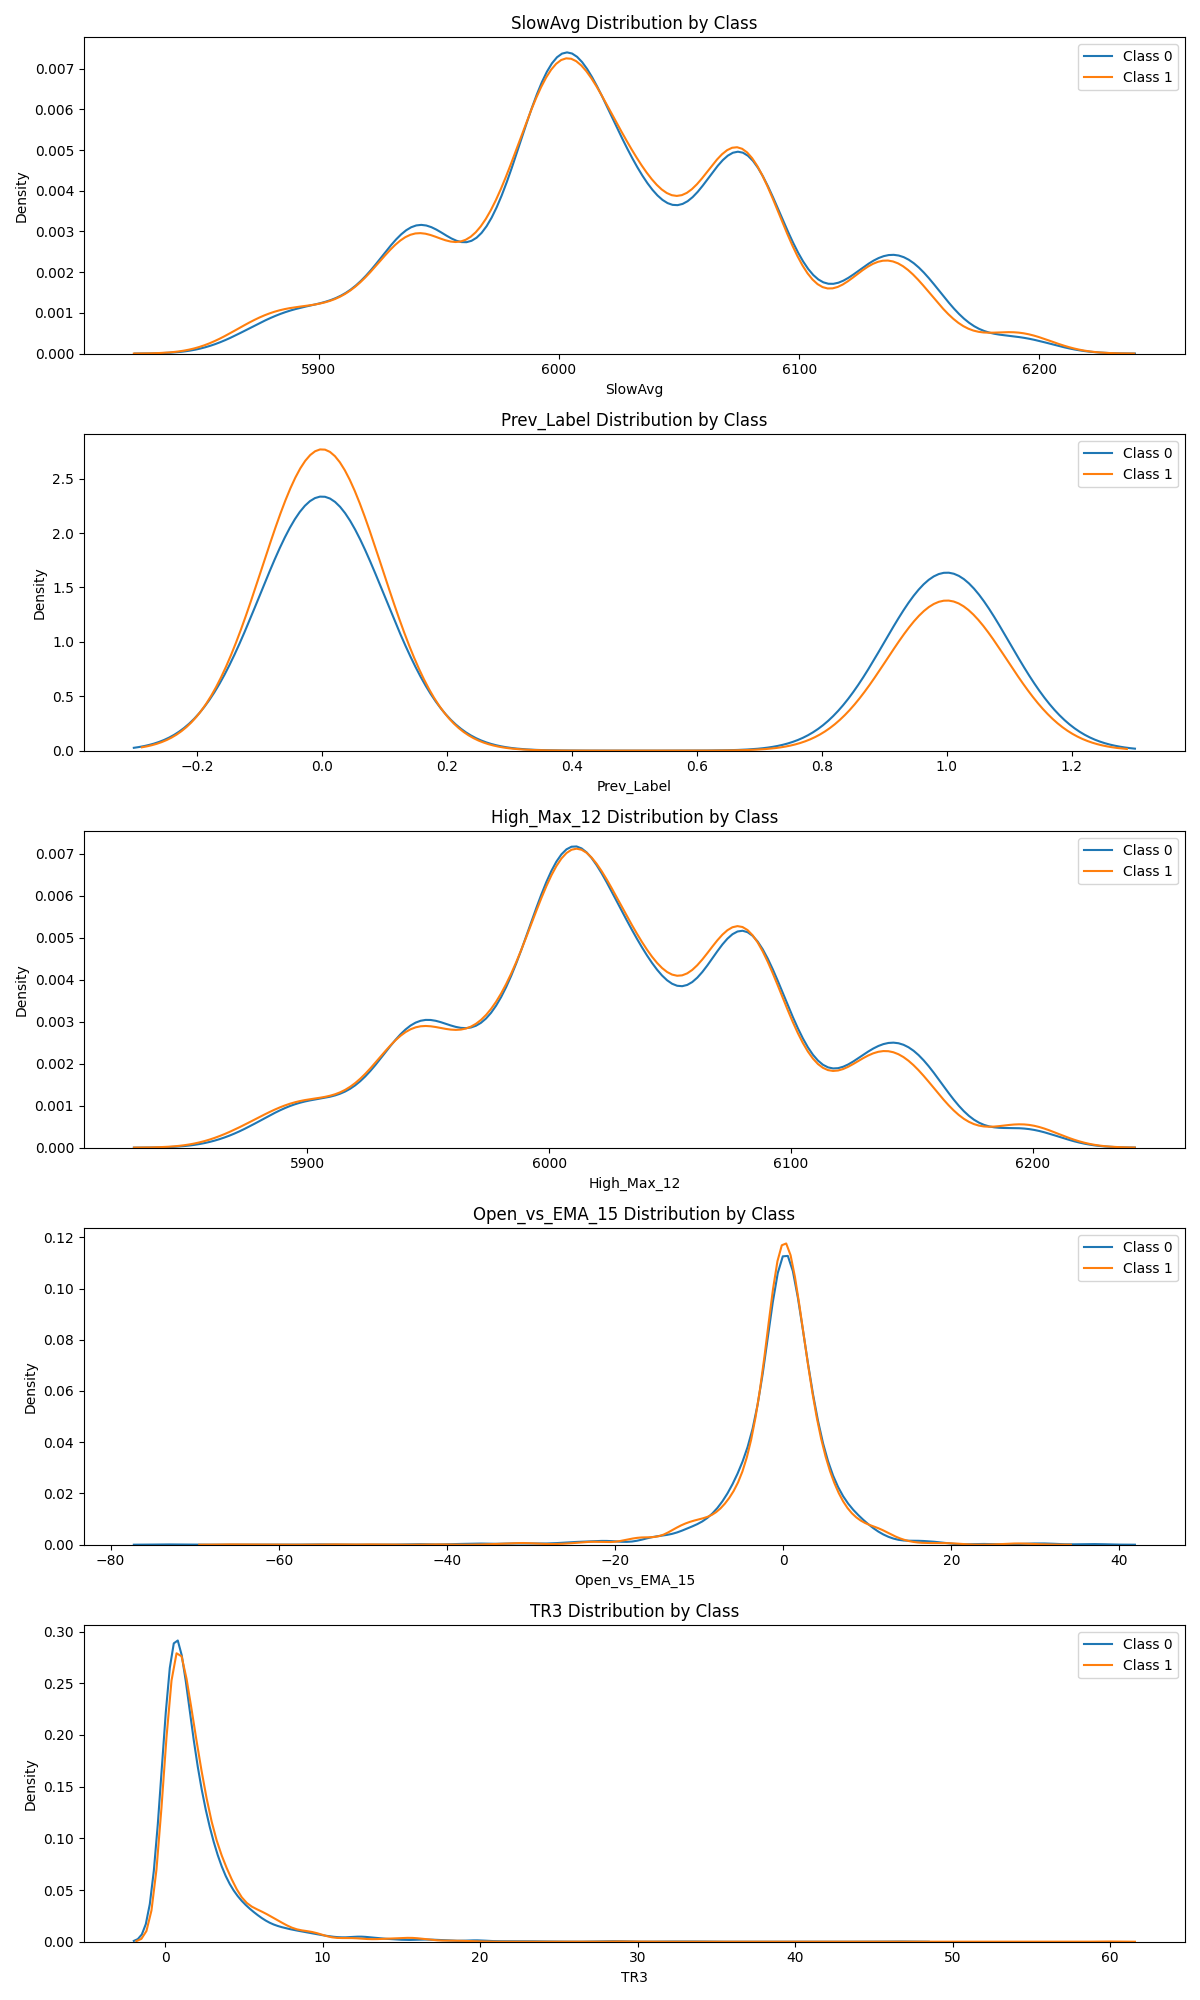 SlowAvg Distribution by Class
Class 0
Class 1
Density
0.007
0.006
0.005
0.004
0.003
0.002
0.001
0.000
5900 6000 6100 6200
SlowAvg
Prev_Label Distribution by Class
Class 0
Class 1
Density
2.5
2.0
1.5
1.0
0.5
0.0
−0.2 0.0 0.2 0.4 0.6 0.8 1.0 1.2
Prev_Label
High_Max_12 Distribution by Class
Class 0
Class 1
Density
0.007
0.006
0.005
0.004
0.003
0.002
0.001
0.000
5900 6000 6100 6200
High_Max_12
Open_vs_EMA_15 Distribution by Class
Class 0
Class 1
Density
0.12
0.10
0.08
0.06
0.04
0.02
0.00
−80 −60 −40 −20 0 20 40
Open_vs_EMA_15
TR3 Distribution by Class
Class 0
Class 1
Density
0.30
0.25
0.20
0.15
0.10
0.05
0.00
0 10 20 30 40 50 60
TR3